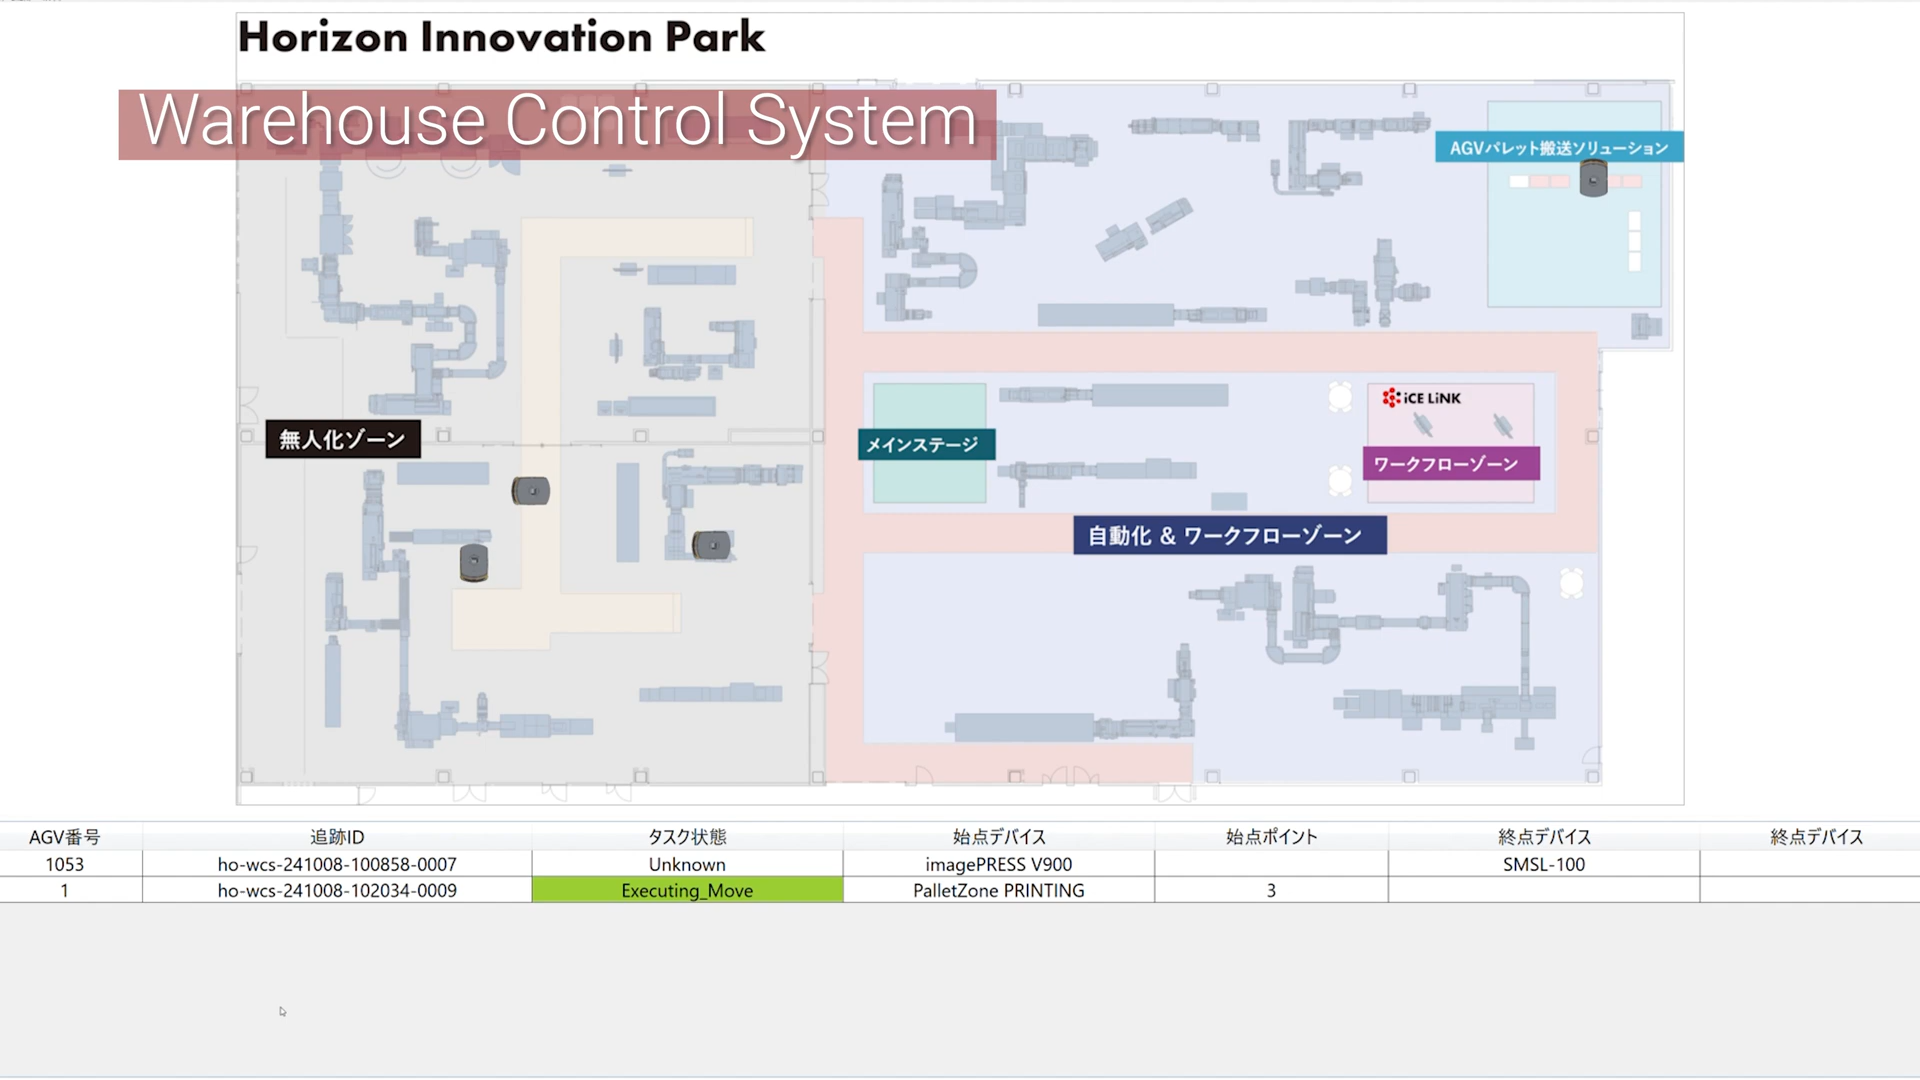 Horizon Innovation Park
Warehouse Control System
AGVパレット搬送ソリューション
iCE LiNK
無人化ゾーン
メインステージ
ワークフローゾーン
自動化 & ワークフローゾーン
AGV番号 追跡ID タスク状態 始点デバイス 始点ポイント 終点デバイス 終点デバイス
1053 ho-wcs-241008-100858-0007 Unknown imagePRESS V900 SMSL-100
1 ho-wcs-241008-102034-0009 Executing_Move PalletZone PRINTING 3